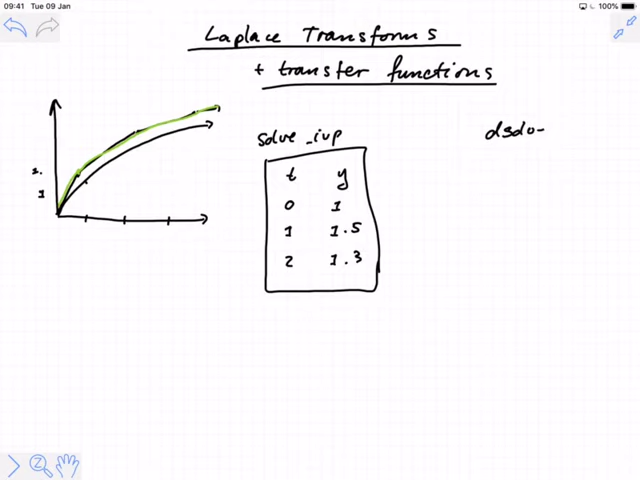 09:41 Tue 09 Jan
100%
Laplace Transforms
+ transfer functions
solve_ivp
t y
0 1
1 1.5
2 1.3
1.
1